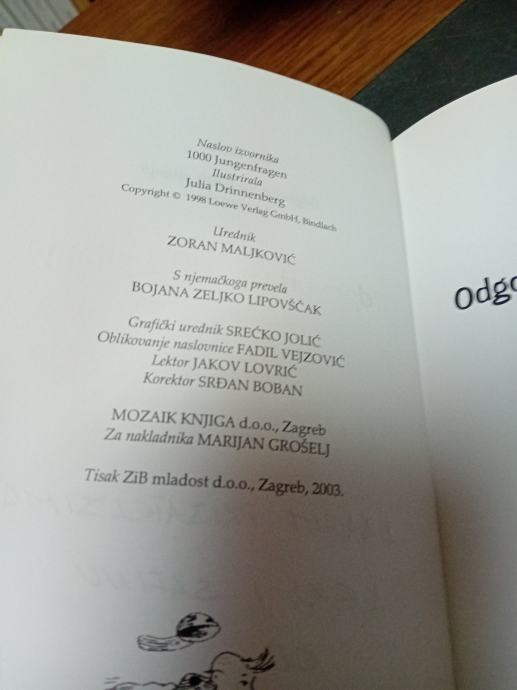 Naslov izvornika
1000 Jungenfragen
Ilustrirala
Julia Drinnenberg
Copyright © 1998 Loewe Verlag GmbH, Bindlach
Urednik
ZORAN MALJKOVIĆ
S njemačkoga prevela
BOJANA ZELJKO LIPOVŠĆAK
Grafički urednik SREĆKO JOLIĆ
Oblikovanje naslovnice FADIL VEJZOVIĆ
Lektor JAKOV LOVRIĆ
Korektor SRĐAN BOBAN
MOZAIK KNJIGA d.o.o., Zagreb
Za nakladnika MARIJAN GROŠELJ
Tisak ZiB mladost d.o.o., Zagreb, 2003.